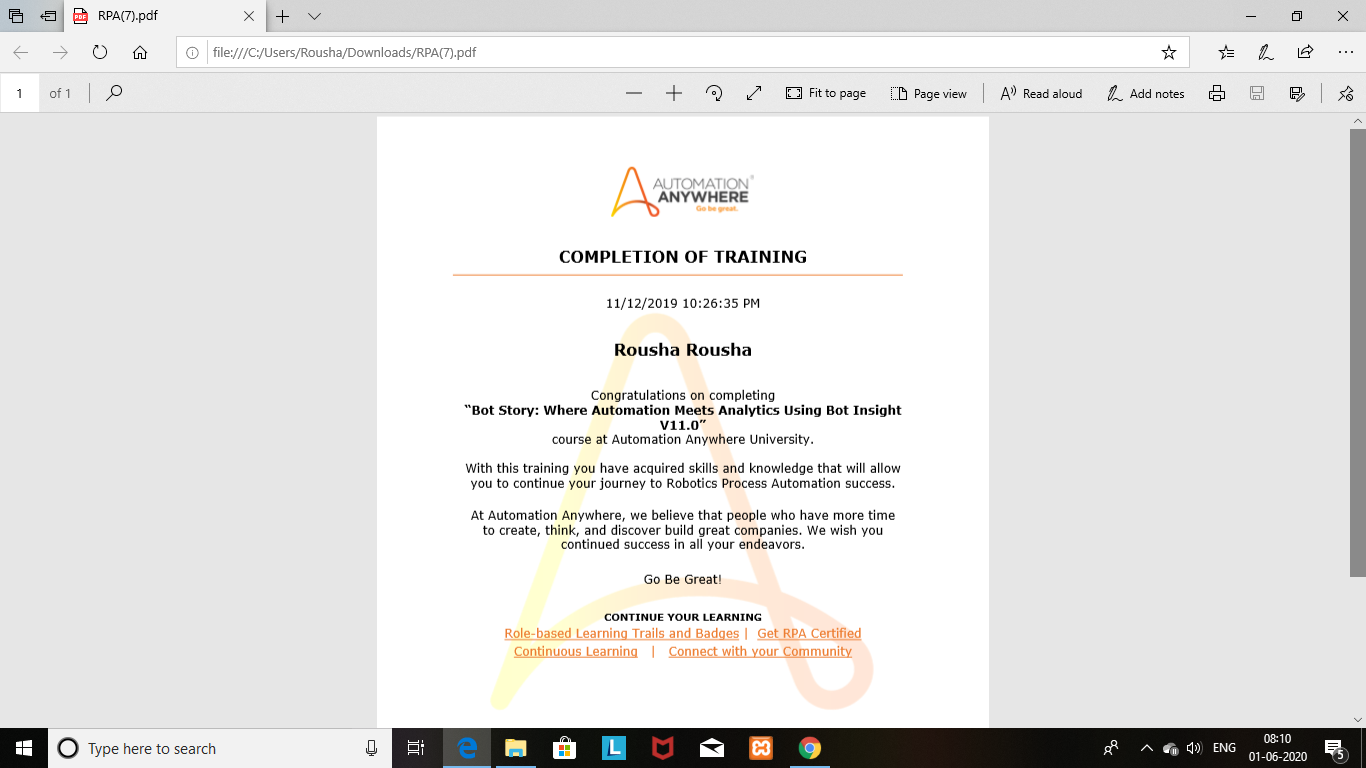 RPA(7).pdf
file:///C:/Users/Rousha/Downloads/RPA(7).pdf
1 of 1 Fit to page Page view Read aloud Add notes
AUTOMATION
ANYWHERE
Go be great.
COMPLETION OF TRAINING
11/12/2019 10:26:35 PM
Rousha Rousha
Congratulations on completing
“Bot Story: Where Automation Meets Analytics Using Bot Insight
V11.0”
course at Automation Anywhere University.
With this training you have acquired skills and knowledge that will allow
you to continue your journey to Robotics Process Automation success.
At Automation Anywhere, we believe that people who have more time
to create, think, and discover build great companies. We wish you
continued success in all your endeavors.
Go Be Great!
CONTINUE YOUR LEARNING
Role-based Learning Trails and Badges | Get RPA Certified
Continuous Learning | Connect with your Community
Type here to search
L
ENG
08:10
01-06-2020
5